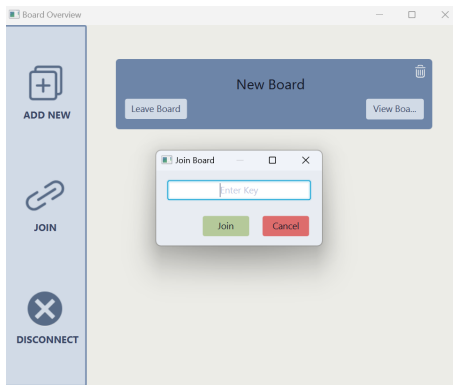 Board Overview
ADD NEW
JOIN
DISCONNECT
New Board
Leave Board
View Boa...
Join Board
Enter Key
Join
Cancel